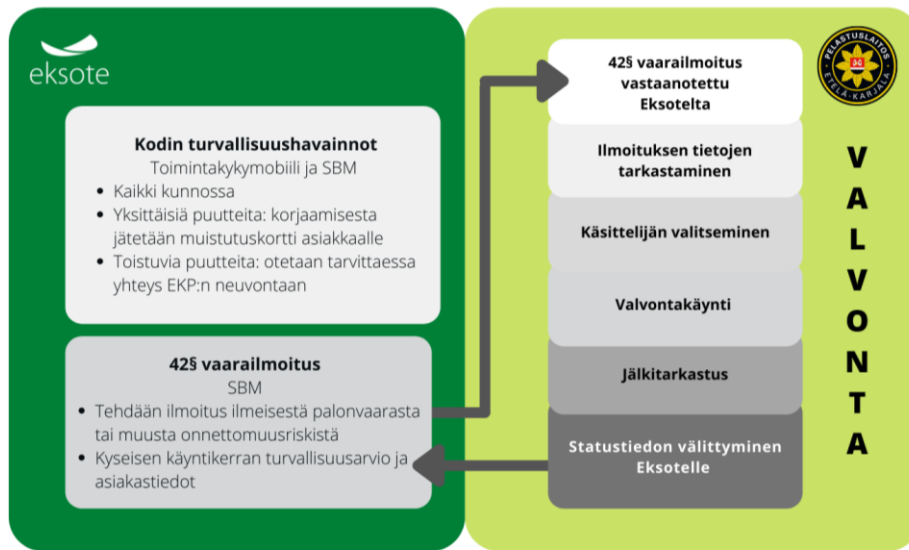 eksote
Kodin turvallisuushavainnot
Toimintakykymobiili ja SBM
• Kaikki kunnossa
• Yksittäisiä puutteita: korjaamisesta
jätetään muistutuskortti asiakkaalle
• Toistuvia puutteita: otetaan tarvittaessa
yhteys EKP:n neuvontaan
42§ vaarailmoitus
SBM
• Tehdään ilmoitus ilmeisestä palonvaarasta
tai muusta onnettomuusriskistä
• Kyseisen käyntikerran turvallisuusarvio ja
asiakastiedot
42§ vaarailmoitus
vastaanotettu
Eksotelta
Ilmoituksen tietojen
tarkastaminen
Käsittelijän valitseminen
Valvontakäynti
Jälkitarkastus
Statustiedon välittyminen
Eksotelle
PELASTUSLAITOS
ETELÄ-KARJALA
VALVONTA